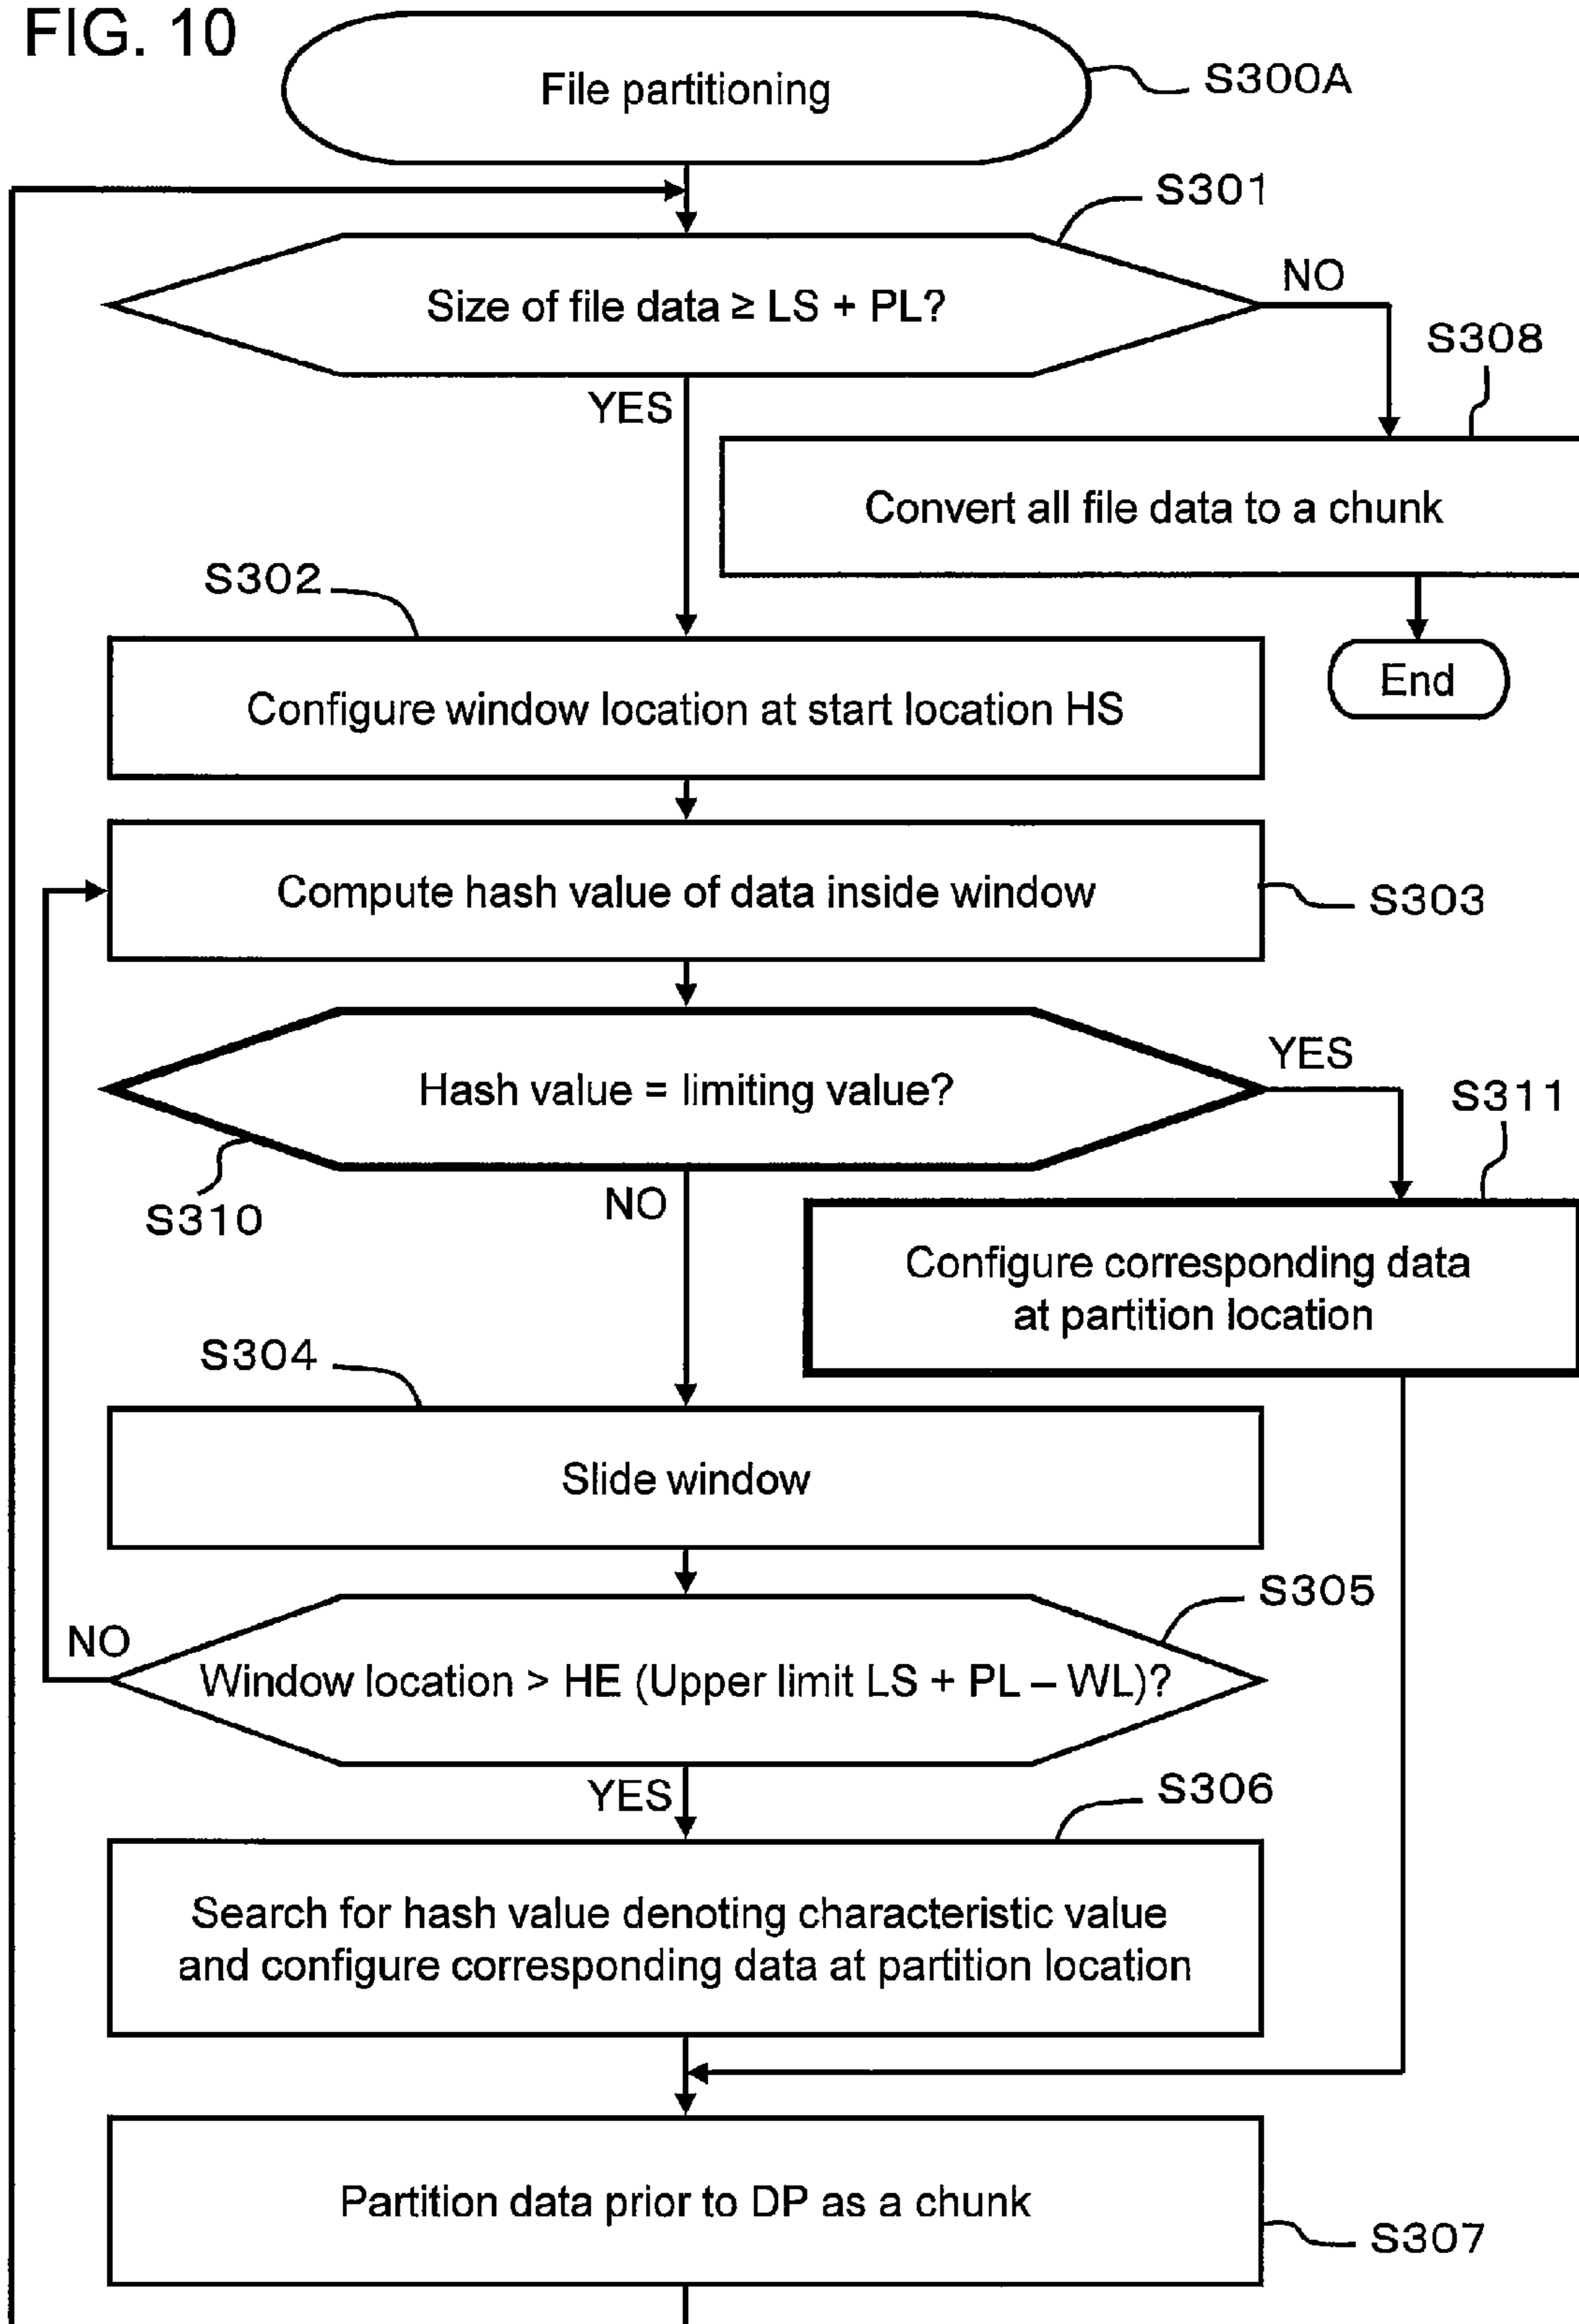 FIG. 10
File partitioning
S300A
S301
Size of file data ≥ LS + PL?
NO
S308
YES
Convert all file data to a chunk
End
S302
Configure window location at start location HS
Compute hash value of data inside window
S303
Hash value = limiting value?
YES
S311
S310
NO
Configure corresponding data
at partition location
S304
Slide window
S305
NO
Window location > HE (Upper limit LS + PL – WL)?
YES
S306
Search for hash value denoting characteristic value
and configure corresponding data at partition location
Partition data prior to DP as a chunk
S307